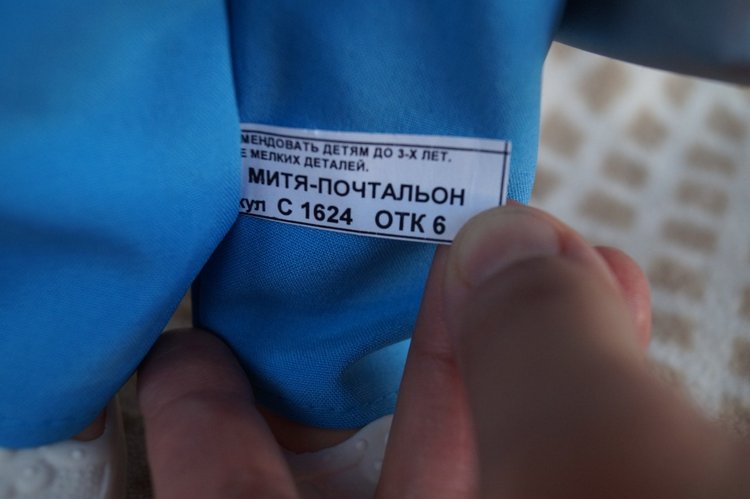 МЕНДОВАТЬ ДЕТЯМ ДО 3-Х ЛЕТ.
Е МЕЛКИХ ДЕТАЛЕЙ.
МИТЯ-ПОЧТАЛЬОН
кул С 1624 ОТК 6